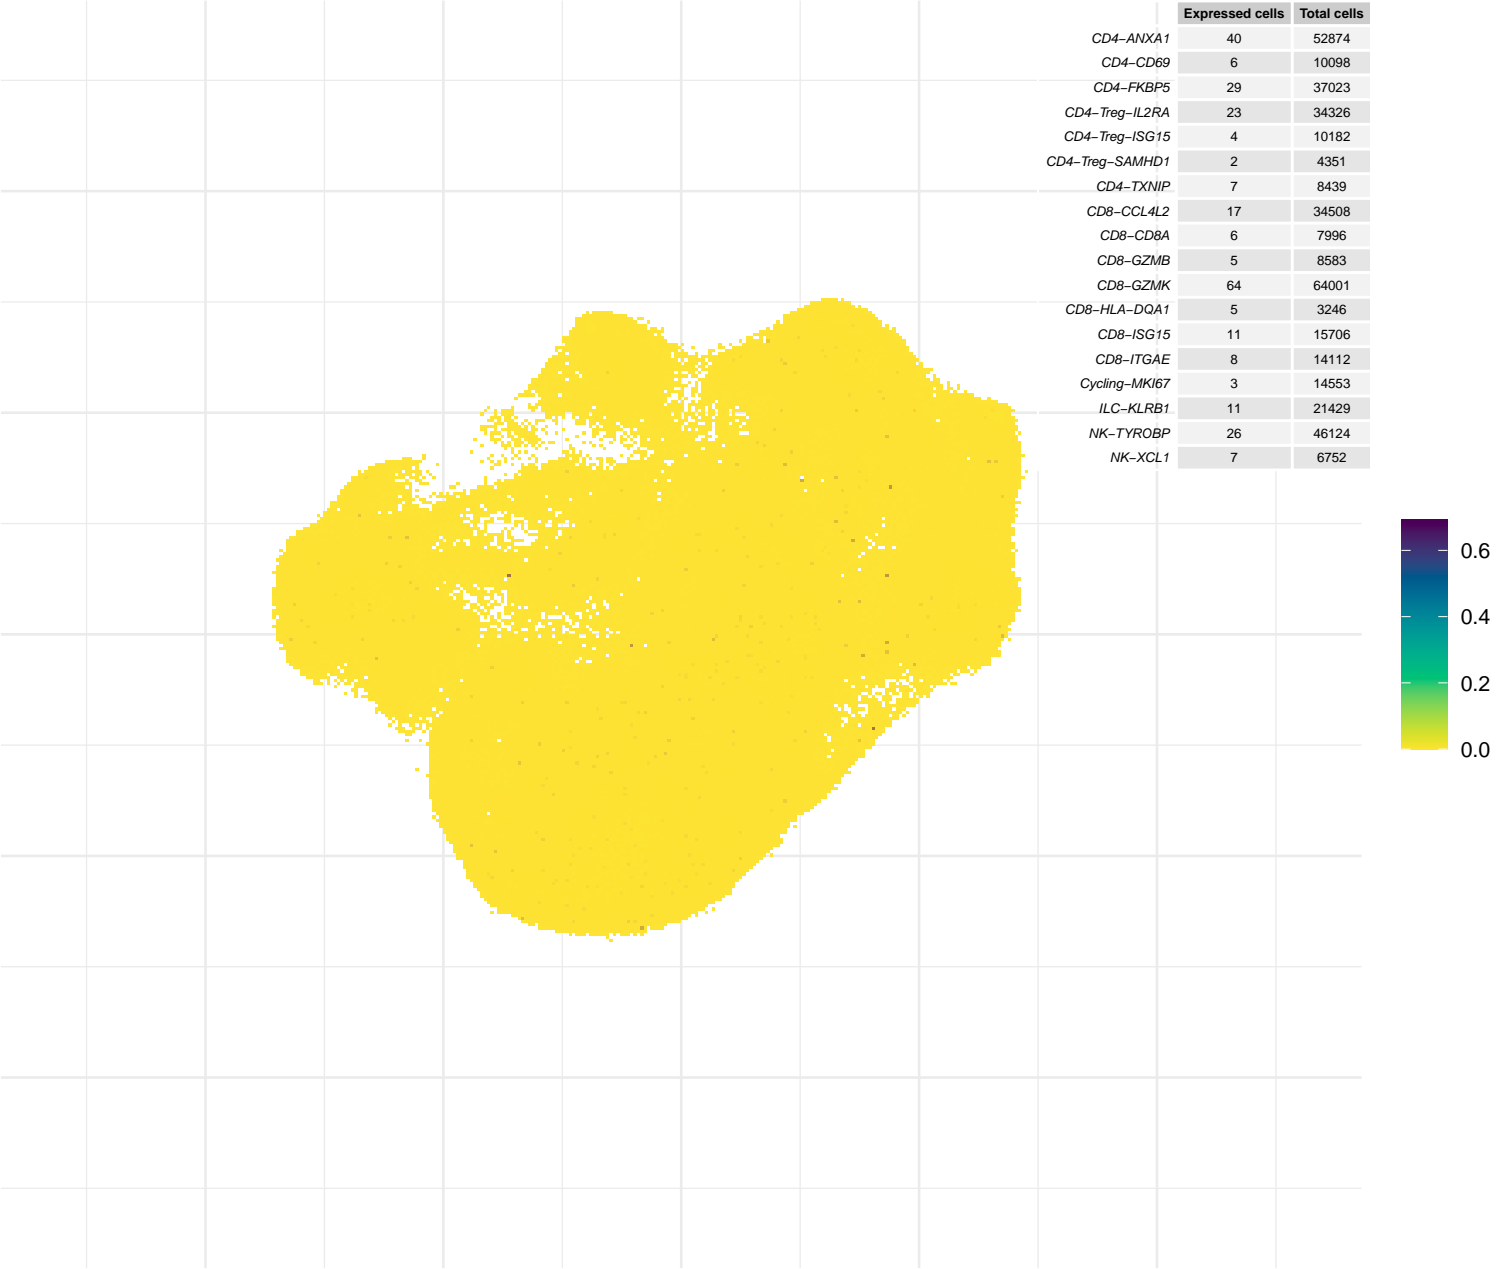 Expressed cells Total cells
CD4−ANXA1 40 52874
CD4−CD69 6 10098
CD4−FKBP5 29 37023
CD4−Treg−IL2RA 23 34326
CD4−Treg−ISG15 4 10182
CD4−Treg−SAMHD1 2 4351
CD4−TXNIP 7 8439
CD8−CCL4L2 17 34508
CD8−CD8A 6 7996
CD8−GZMB 5 8583
CD8−GZMK 64 64001
CD8−HLA−DQA1 5 3246
CD8−ISG15 11 15706
CD8−ITGAE 8 14112
Cycling−MKI67 3 14553
ILC−KLRB1 11 21429
NK−TYROBP 26 46124
NK−XCL1 7 6752
0.6
0.4
0.2
0.0